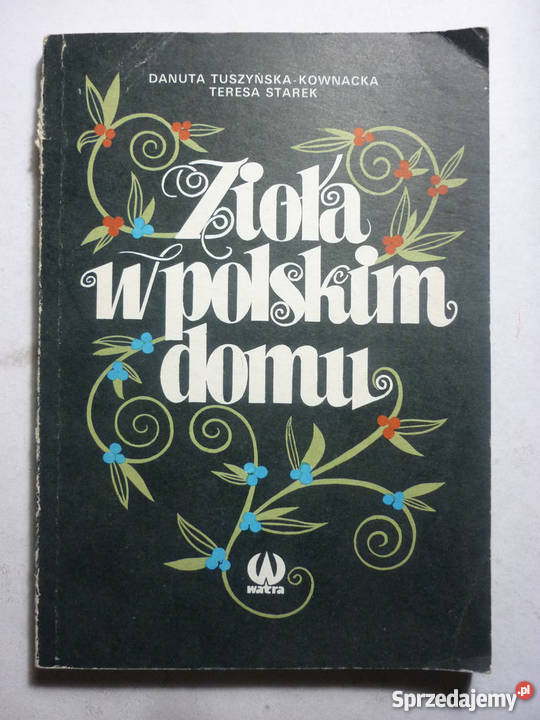 DANUTA TUSZYŃSKA-KOWNACKA
TERESA STAREK
Zioła
w polskim
domu
watra
Sprzedajemy.pl